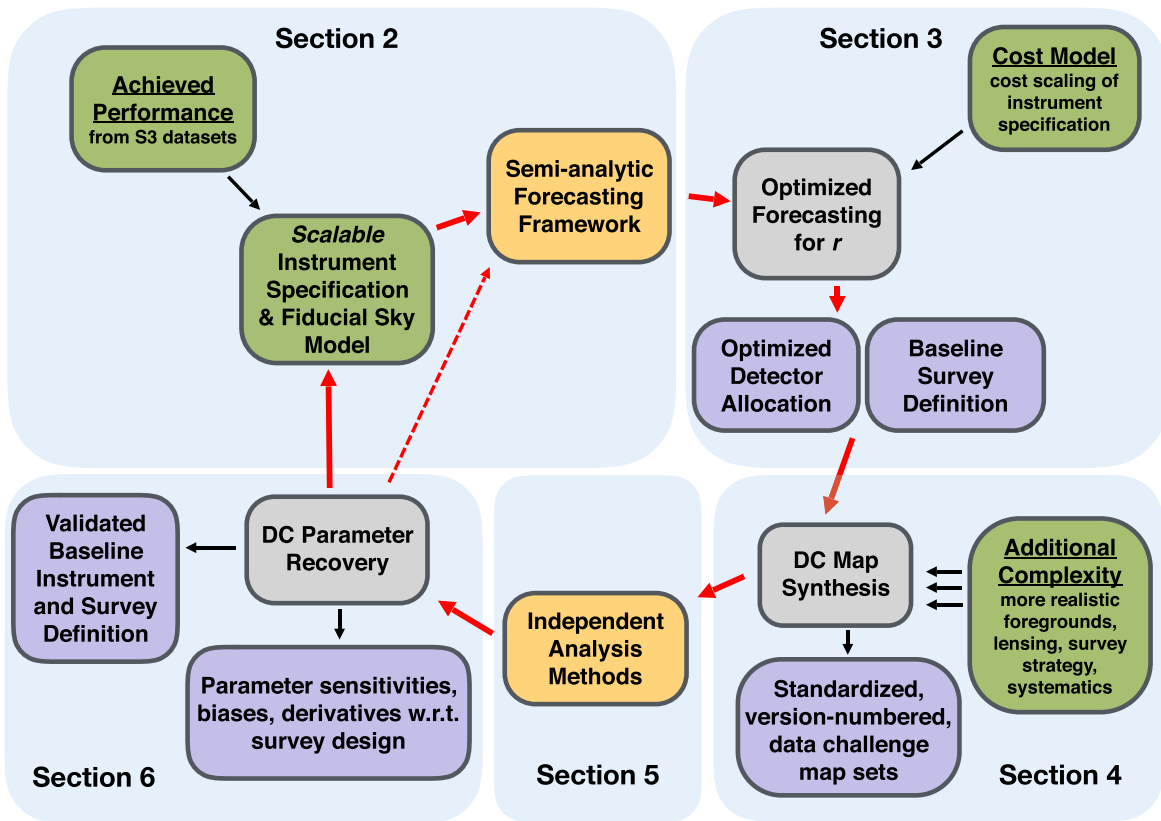 Section 2
Achieved
Performance
from S3 datasets
Scalable
Instrument
Specification
& Fiducial Sky
Model
Semi-analytic
Forecasting
Framework
Section 3
Cost Model
cost scaling of
instrument
specification
Optimized
Forecasting
for r
Optimized
Detector
Allocation
Baseline
Survey
Definition
Validated
Baseline
Instrument
and Survey
Definition
DC Parameter
Recovery
Parameter sensitivities,
biases, derivatives w.r.t.
survey design
Section 6
Independent
Analysis
Methods
Section 5
DC Map
Synthesis
Additional
Complexity
more realistic
foregrounds,
lensing, survey
strategy,
systematics
Standardized,
version-numbered,
data challenge
map sets
Section 4